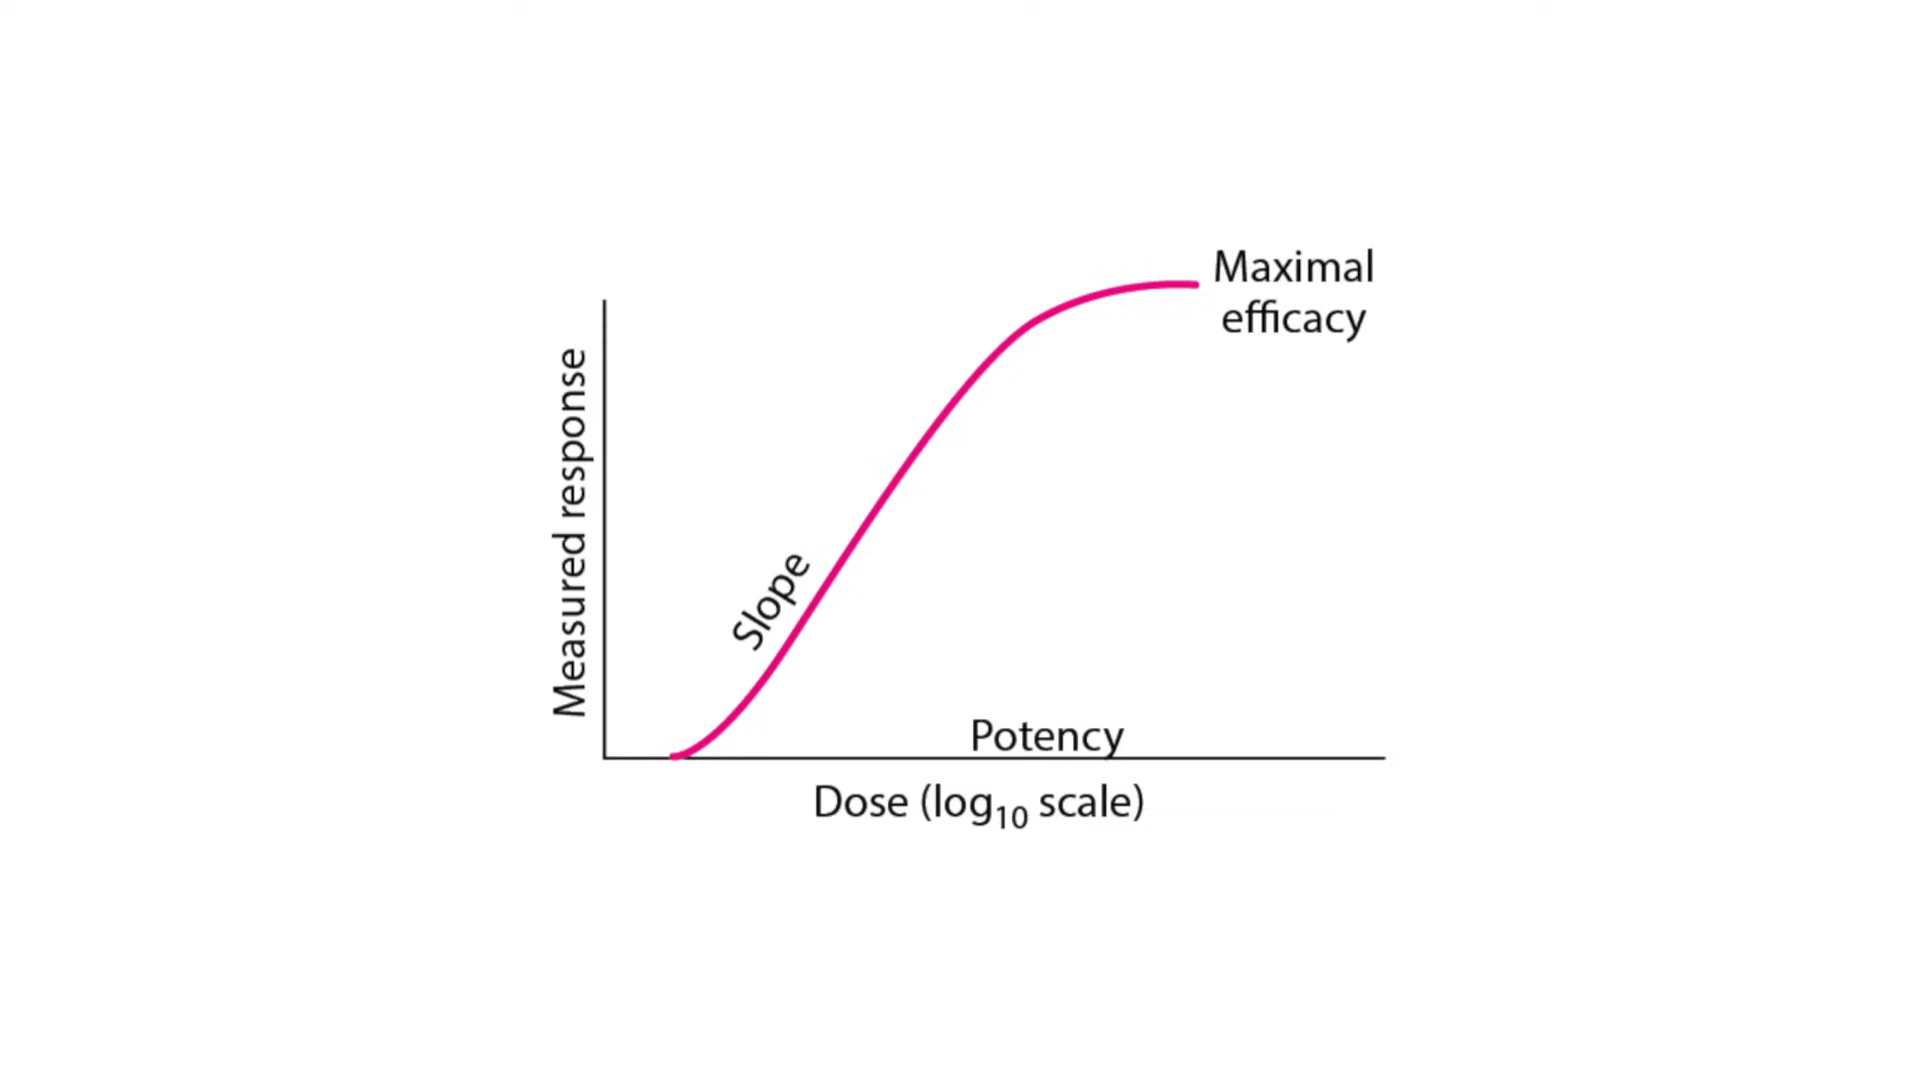 Maximal
efficacy
Measured response
Slope
Potency
Dose (log₁₀ scale)